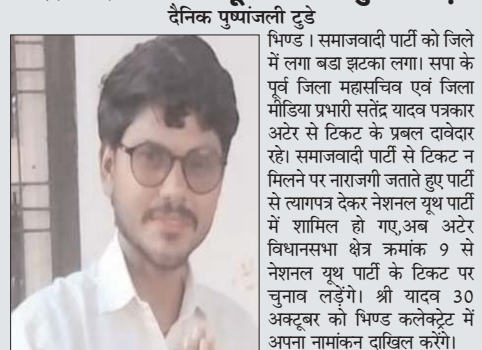 दैनिक पुष्पांजली टुडे
भिण्ड । समाजवादी पार्टी को जिले
में लगा बडा झटका लगा। सपा के
पूर्व जिला महासचिव एवं जिला
मीडिया प्रभारी सतेंद्र यादव पत्रकार
अटेर से टिकट के प्रबल दावेदार
रहे। समाजवादी पार्टी से टिकट न
मिलने पर नाराजगी जताते हुए पार्टी
से त्यागपत्र देकर नेशनल यूथ पार्टी
में शामिल हो गए,अब अटेर
विधानसभा क्षेत्र क्रमांक 9 से
नेशनल यूथ पार्टी के टिकट पर
चुनाव लड़ेंगे। श्री यादव 30
अक्टूबर को भिण्ड कलेक्ट्रेट में
अपना नामांकन दाखिल करेंगे।